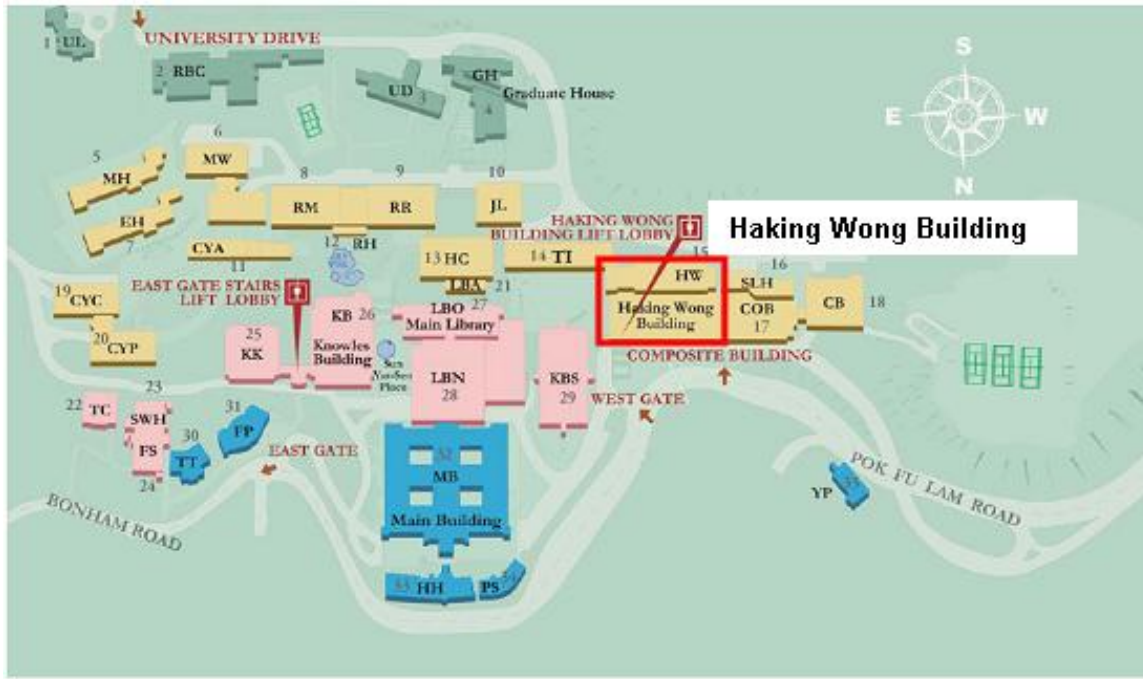 1
UL
UNIVERSITY DRIVE
2
RBC
UD
3
GH
Graduate House
4
S
E
W
N
5
MH
6
MW
EH
7
8
RM
9
RR
10
JL
CYA
11
12
RH
13 HC
LBA
21
14 TI
HAKING WONG
BUILDING LIFT LOBBY
Haking Wong Building
15
HW
Haking Wong
Building
16
SLH
COB
17
CB
18
COMPOSITE BUILDING
19
CYC
20
CYP
EAST GATE STAIRS
LIFT LOBBY
25
KK
KB
26
Knowles
Building
LBO
27
Main Library
LBN
28
KBS
29
WEST GATE
22
TC
23
SWH
FS
24
30
TT
31
FP
EAST GATE
BONHAM ROAD
32
MB
Main Building
33
HH
PS
YP
POK FU LAM ROAD